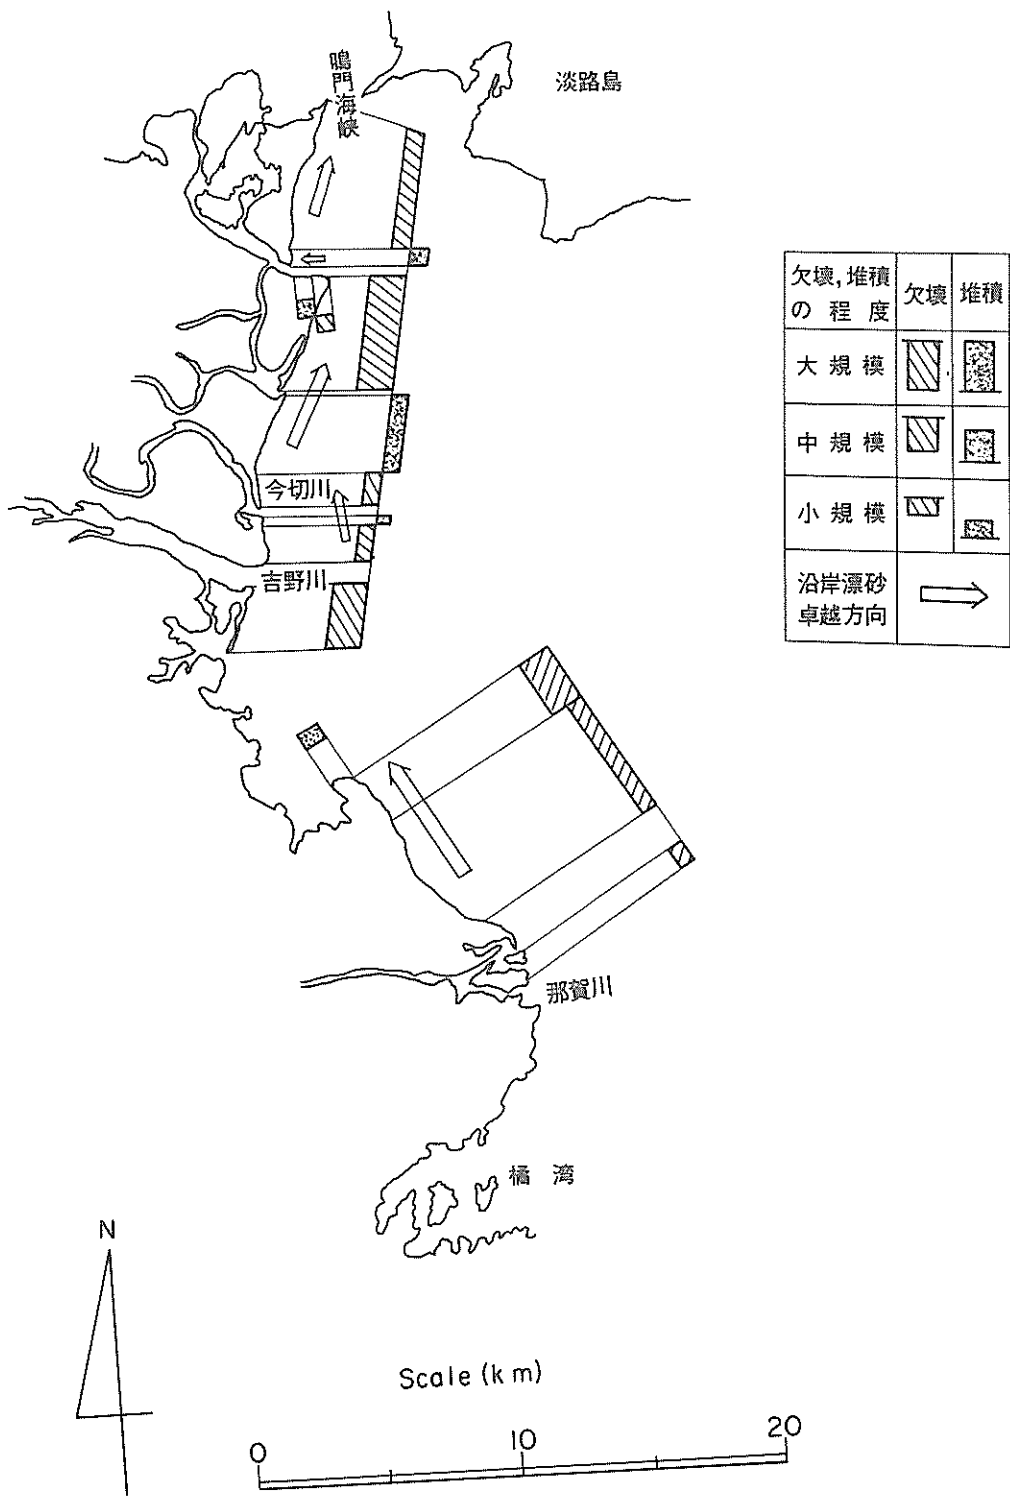 鳴門海峡
淡路島
欠壊,堆積の程度
欠壊
堆積
大規模
中規模
小規模
沿岸漂砂卓越方向
今切川
吉野川
那賀川
橘湾
N
Scale (km)
0
10
20